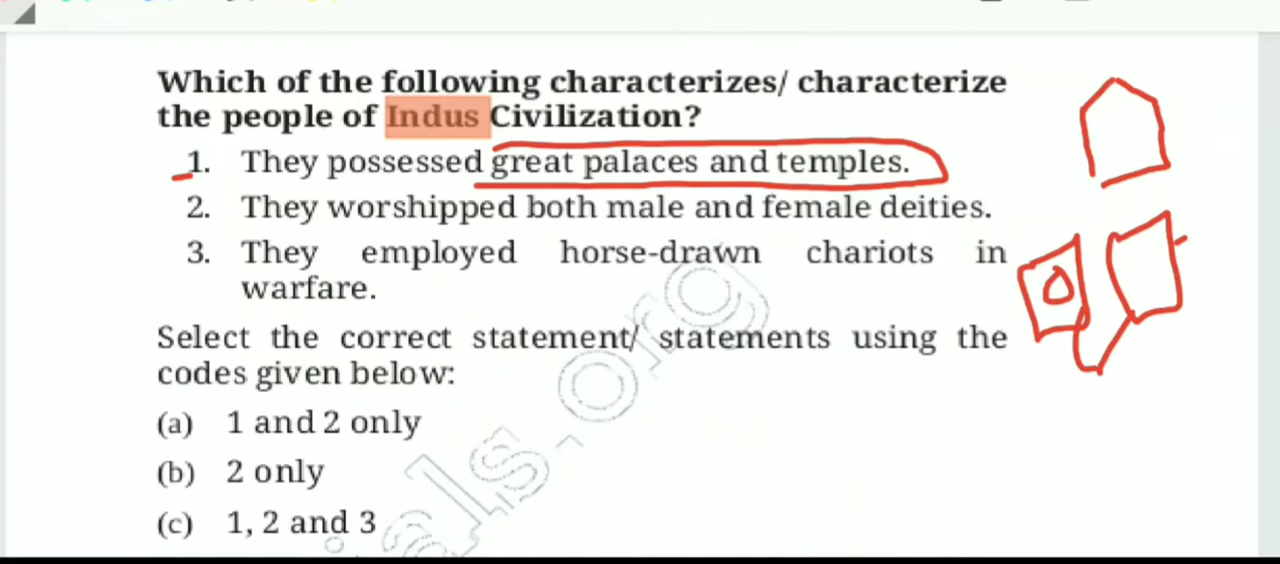 Which of the following characterizes/ characterize
the people of Indus Civilization?
1. They possessed great palaces and temples.
2. They worshipped both male and female deities.
3. They employed horse-drawn chariots in
warfare.
Select the correct statement/ statements using the
codes given below:
(a) 1 and 2 only
(b) 2 only
(c) 1, 2 and 3
als.org